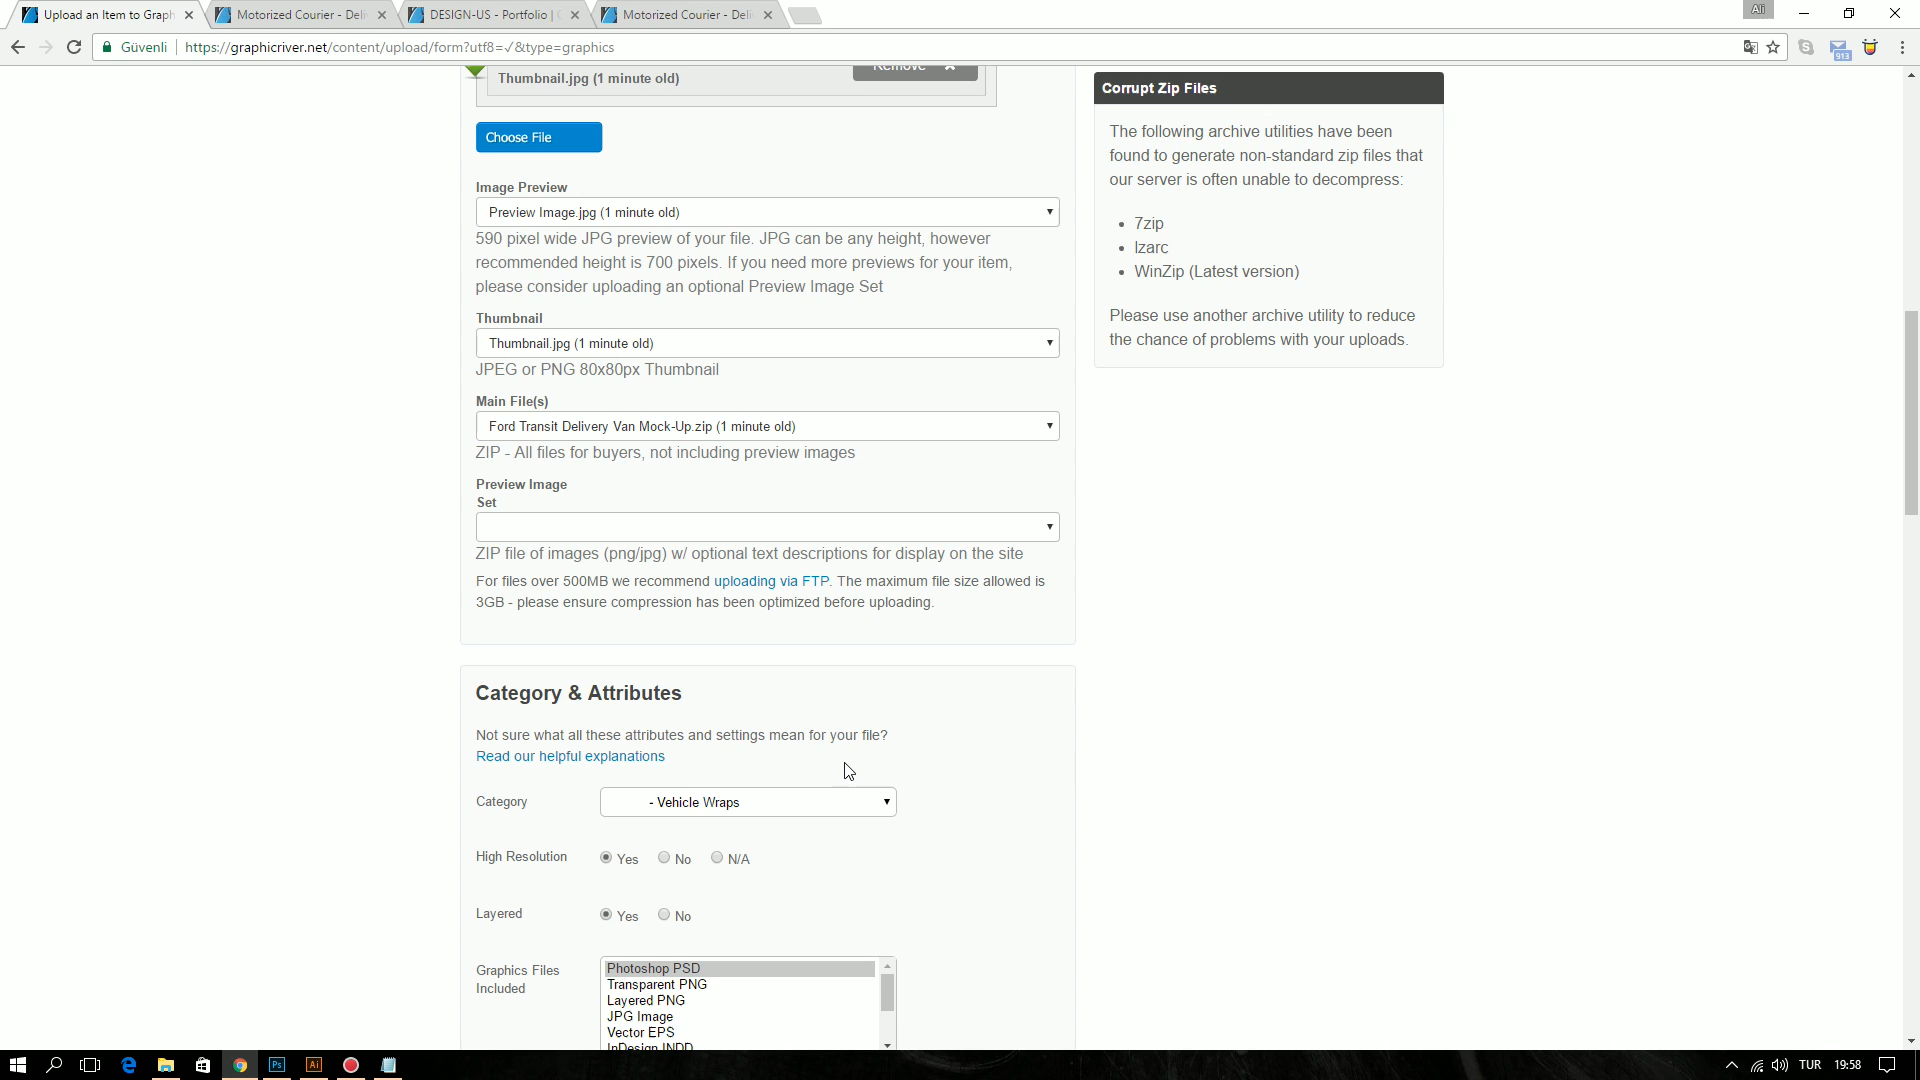 Upload an Item to Graph
Motorized Courier - Deli
DESIGN-US - Portfolio |
Motorized Courier - Deli
Ali
Güvenli
https://graphicriver.net/content/upload/form?utf8=✓&type=graphics
913
Thumbnail.jpg (1 minute old)
Remove
Choose File
Image Preview
Preview Image.jpg (1 minute old)
590 pixel wide JPG preview of your file. JPG can be any height, however
recommended height is 700 pixels. If you need more previews for your item,
please consider uploading an optional Preview Image Set
Thumbnail
Thumbnail.jpg (1 minute old)
JPEG or PNG 80x80px Thumbnail
Main File(s)
Ford Transit Delivery Van Mock-Up.zip (1 minute old)
ZIP - All files for buyers, not including preview images
Preview Image
Set
ZIP file of images (png/jpg) w/ optional text descriptions for display on the site
For files over 500MB we recommend uploading via FTP. The maximum file size allowed is
3GB - please ensure compression has been optimized before uploading.
Category & Attributes
Not sure what all these attributes and settings mean for your file?
Read our helpful explanations
Category
- Vehicle Wraps
High Resolution
Yes No N/A
Layered
Yes No
Graphics Files
Included
Photoshop PSD
Transparent PNG
Layered PNG
JPG Image
Vector EPS
InDesign INDD
Corrupt Zip Files
The following archive utilities have been
found to generate non-standard zip files that
our server is often unable to decompress:
7zip
Izarc
WinZip (Latest version)
Please use another archive utility to reduce
the chance of problems with your uploads.
Ps
Ai
TUR
19:58